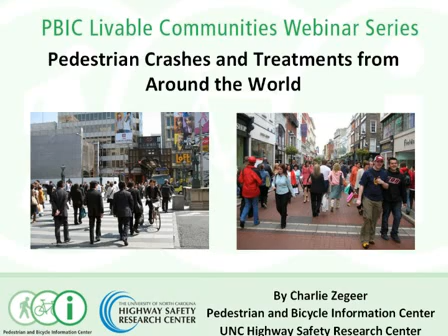 PBIC Livable Communities Webinar Series
Pedestrian Crashes and Treatments from
Around the World
Loft
By Charlie Zegeer
Pedestrian and Bicycle Information Center
UNC Highway Safety Research Center
Pedestrian and Bicycle Information Center
THE UNIVERSITY OF NORTH CAROLINA
HIGHWAY SAFETY
RESEARCH CENTER